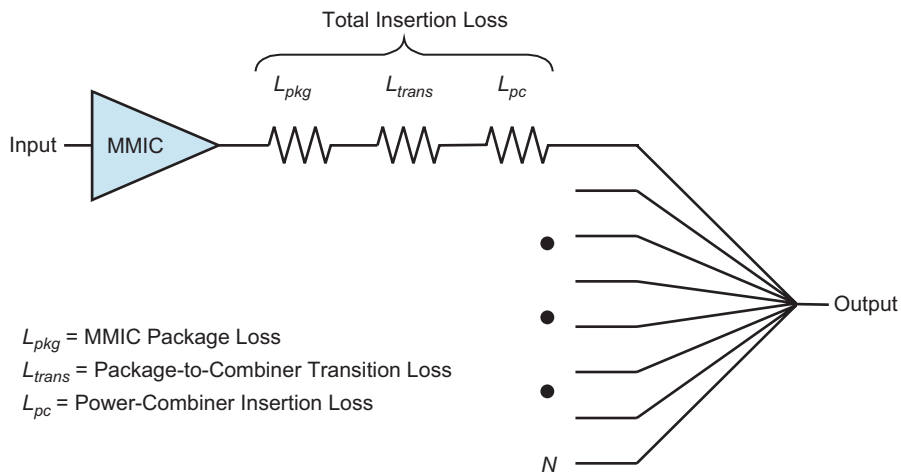 Total Insertion Loss
Lpkg Ltrans Lpc
Input MMIC
Output
Lpkg = MMIC Package Loss
Ltrans = Package-to-Combiner Transition Loss
Lpc = Power-Combiner Insertion Loss
N